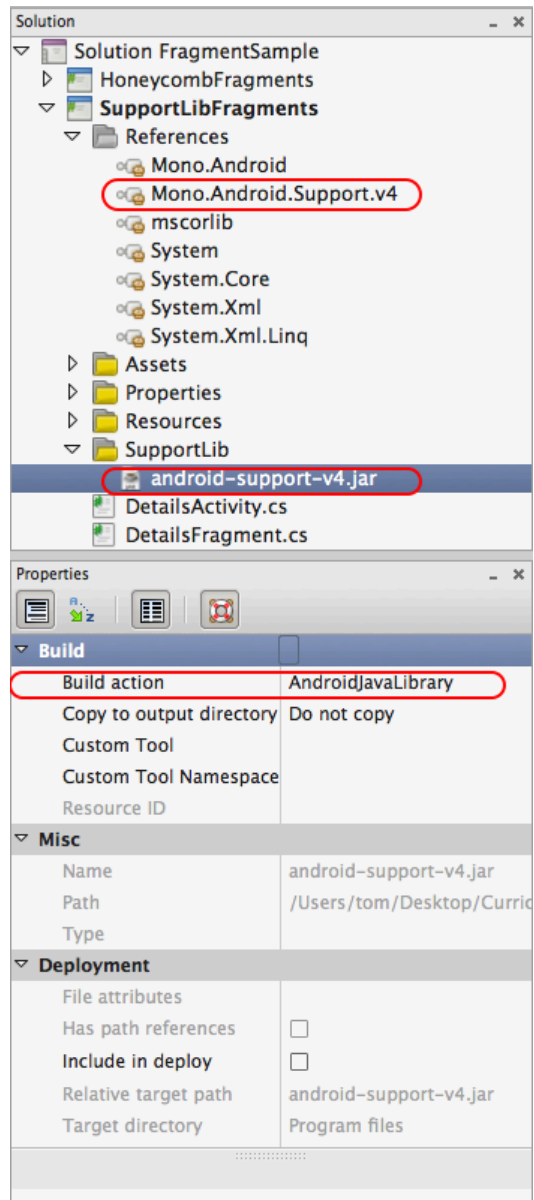 Solution
Solution FragmentSample
HoneycombFragments
SupportLibFragments
References
Mono.Android
Mono.Android.Support.v4
mscorlib
System
System.Core
System.Xml
System.Xml.Linq
Assets
Properties
Resources
SupportLib
android-support-v4.jar
DetailsActivity.cs
DetailsFragment.cs
Properties
Build
Build action AndroidJavaLibrary
Copy to output directory Do not copy
Custom Tool
Custom Tool Namespace
Resource ID
Misc
Name android-support-v4.jar
Path /Users/tom/Desktop/Curric
Type
Deployment
File attributes
Has path references
Include in deploy
Relative target path android-support-v4.jar
Target directory Program files